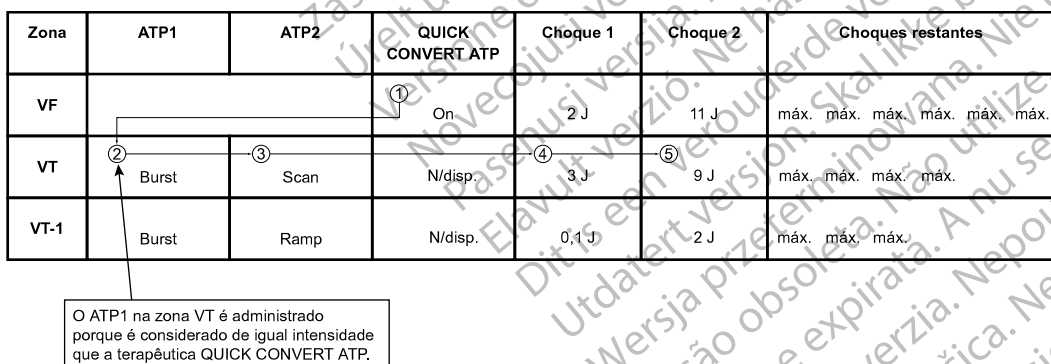 Zona ATP1 ATP2 QUICK CONVERT ATP Choque 1 Choque 2 Choques restantes
VF 1 On 2 J 11 J máx. máx. máx. máx. máx.
VT 2 Burst 3 Scan N/disp. 4 3 J 5 9 J máx. máx. máx. máx.
VT-1 Burst Ramp N/disp. 0,1 J 2 J máx. máx. máx.
O ATP1 na zona VT é administrado
porque é considerado de igual intensidade
que a terapêutica QUICK CONVERT ATP.